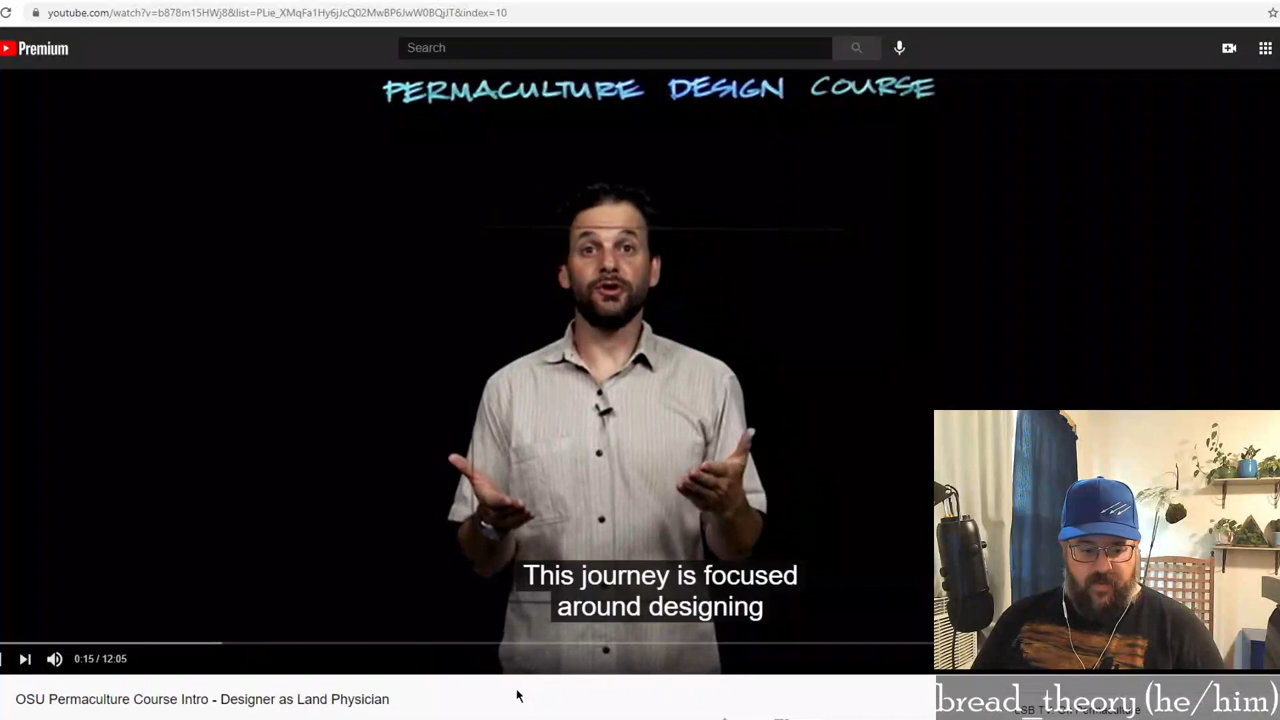 youtube.com/watch?v=b878m15HWj8&list=PLie_XMqFa1Hy6jJcQ02MwBP6JwW0BQjJT&index=10
Premium
Search
PERMACULTURE DESIGN COURSE
This journey is focused
around designing
0:15 / 12:05
OSU Permaculture Course Intro - Designer as Land Physician
bread_theory (he/him)